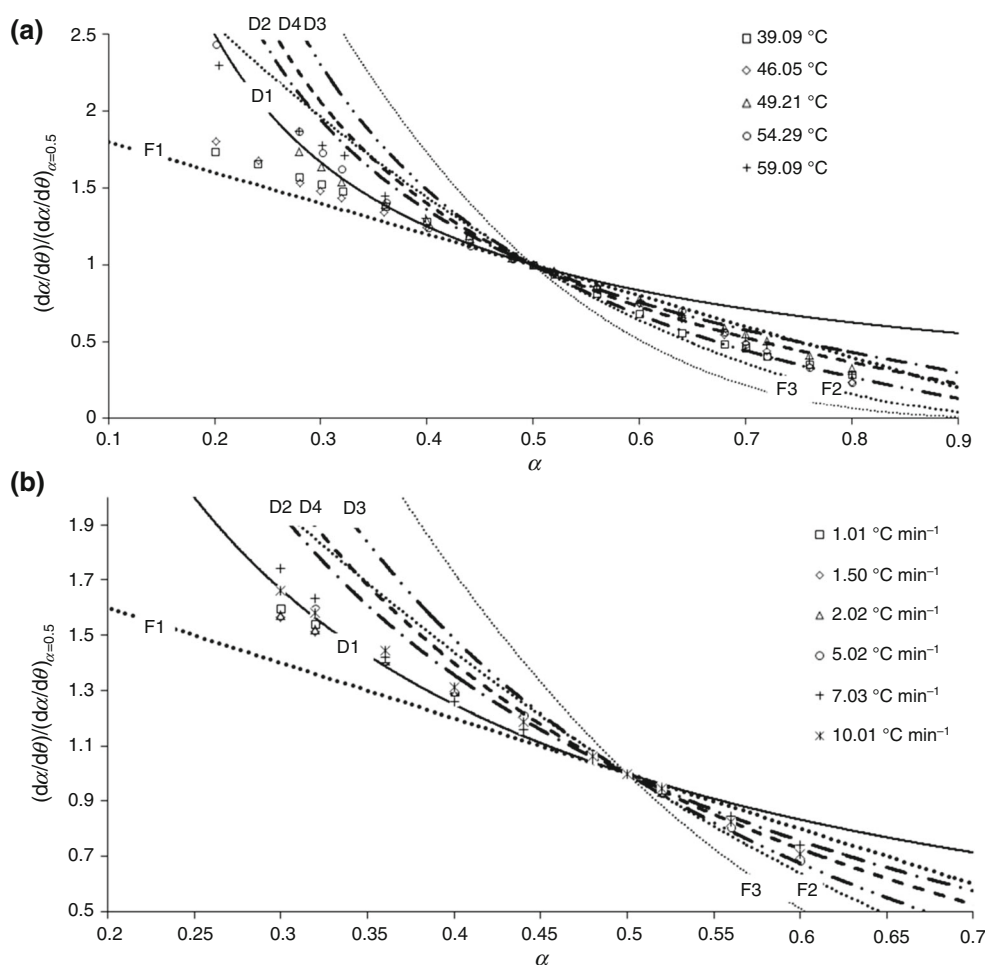 (a)
2.5
2
1.5
1
0.5
0
(dα/dθ)/(dα/dθ)α=0.5
D2 D4 D3
D1
F1
F3 F2
39.09 °C
46.05 °C
49.21 °C
54.29 °C
59.09 °C
0.1 0.2 0.3 0.4 0.5 0.6 0.7 0.8 0.9
α
(b)
1.9
1.7
1.5
1.3
1.1
0.9
0.7
0.5
(dα/dθ)/(dα/dθ)α=0.5
D2 D4 D3
F1
D1
F3 F2
1.01 °C min⁻¹
1.50 °C min⁻¹
2.02 °C min⁻¹
5.02 °C min⁻¹
7.03 °C min⁻¹
10.01 °C min⁻¹
0.2 0.25 0.3 0.35 0.4 0.45 0.5 0.55 0.6 0.65 0.7
α